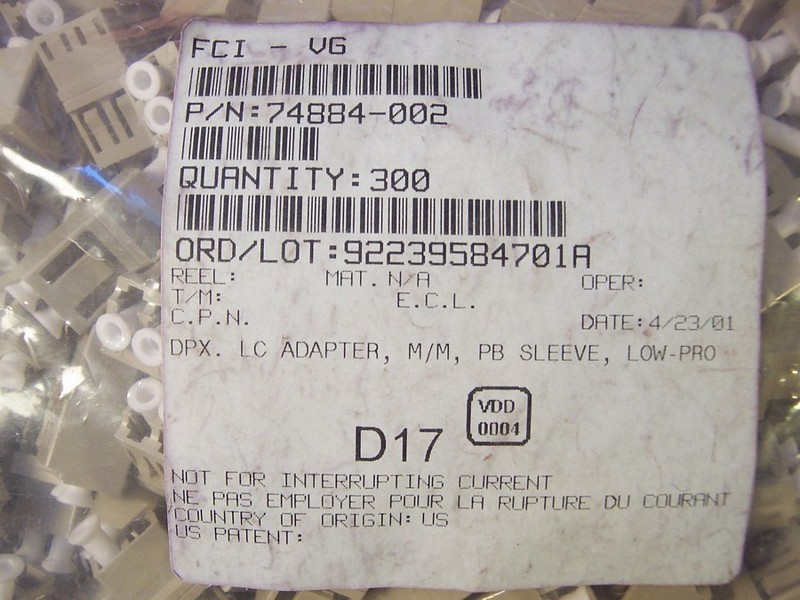 FCI - VG
P/N:74884-002
QUANTITY:300
ORD/LOT:92239584701A
REEL: MAT. N/A OPER:
T/M: E.C.L.
C.P.N. DATE:4/23/01
DPX. LC ADAPTER, M/M, PB SLEEVE, LOW-PRO
VDD
D17 0004
NOT FOR INTERRUPTING CURRENT
NE PAS EMPLOYER POUR LA RUPTURE DU COURANT
COUNTRY OF ORIGIN: US
US PATENT: